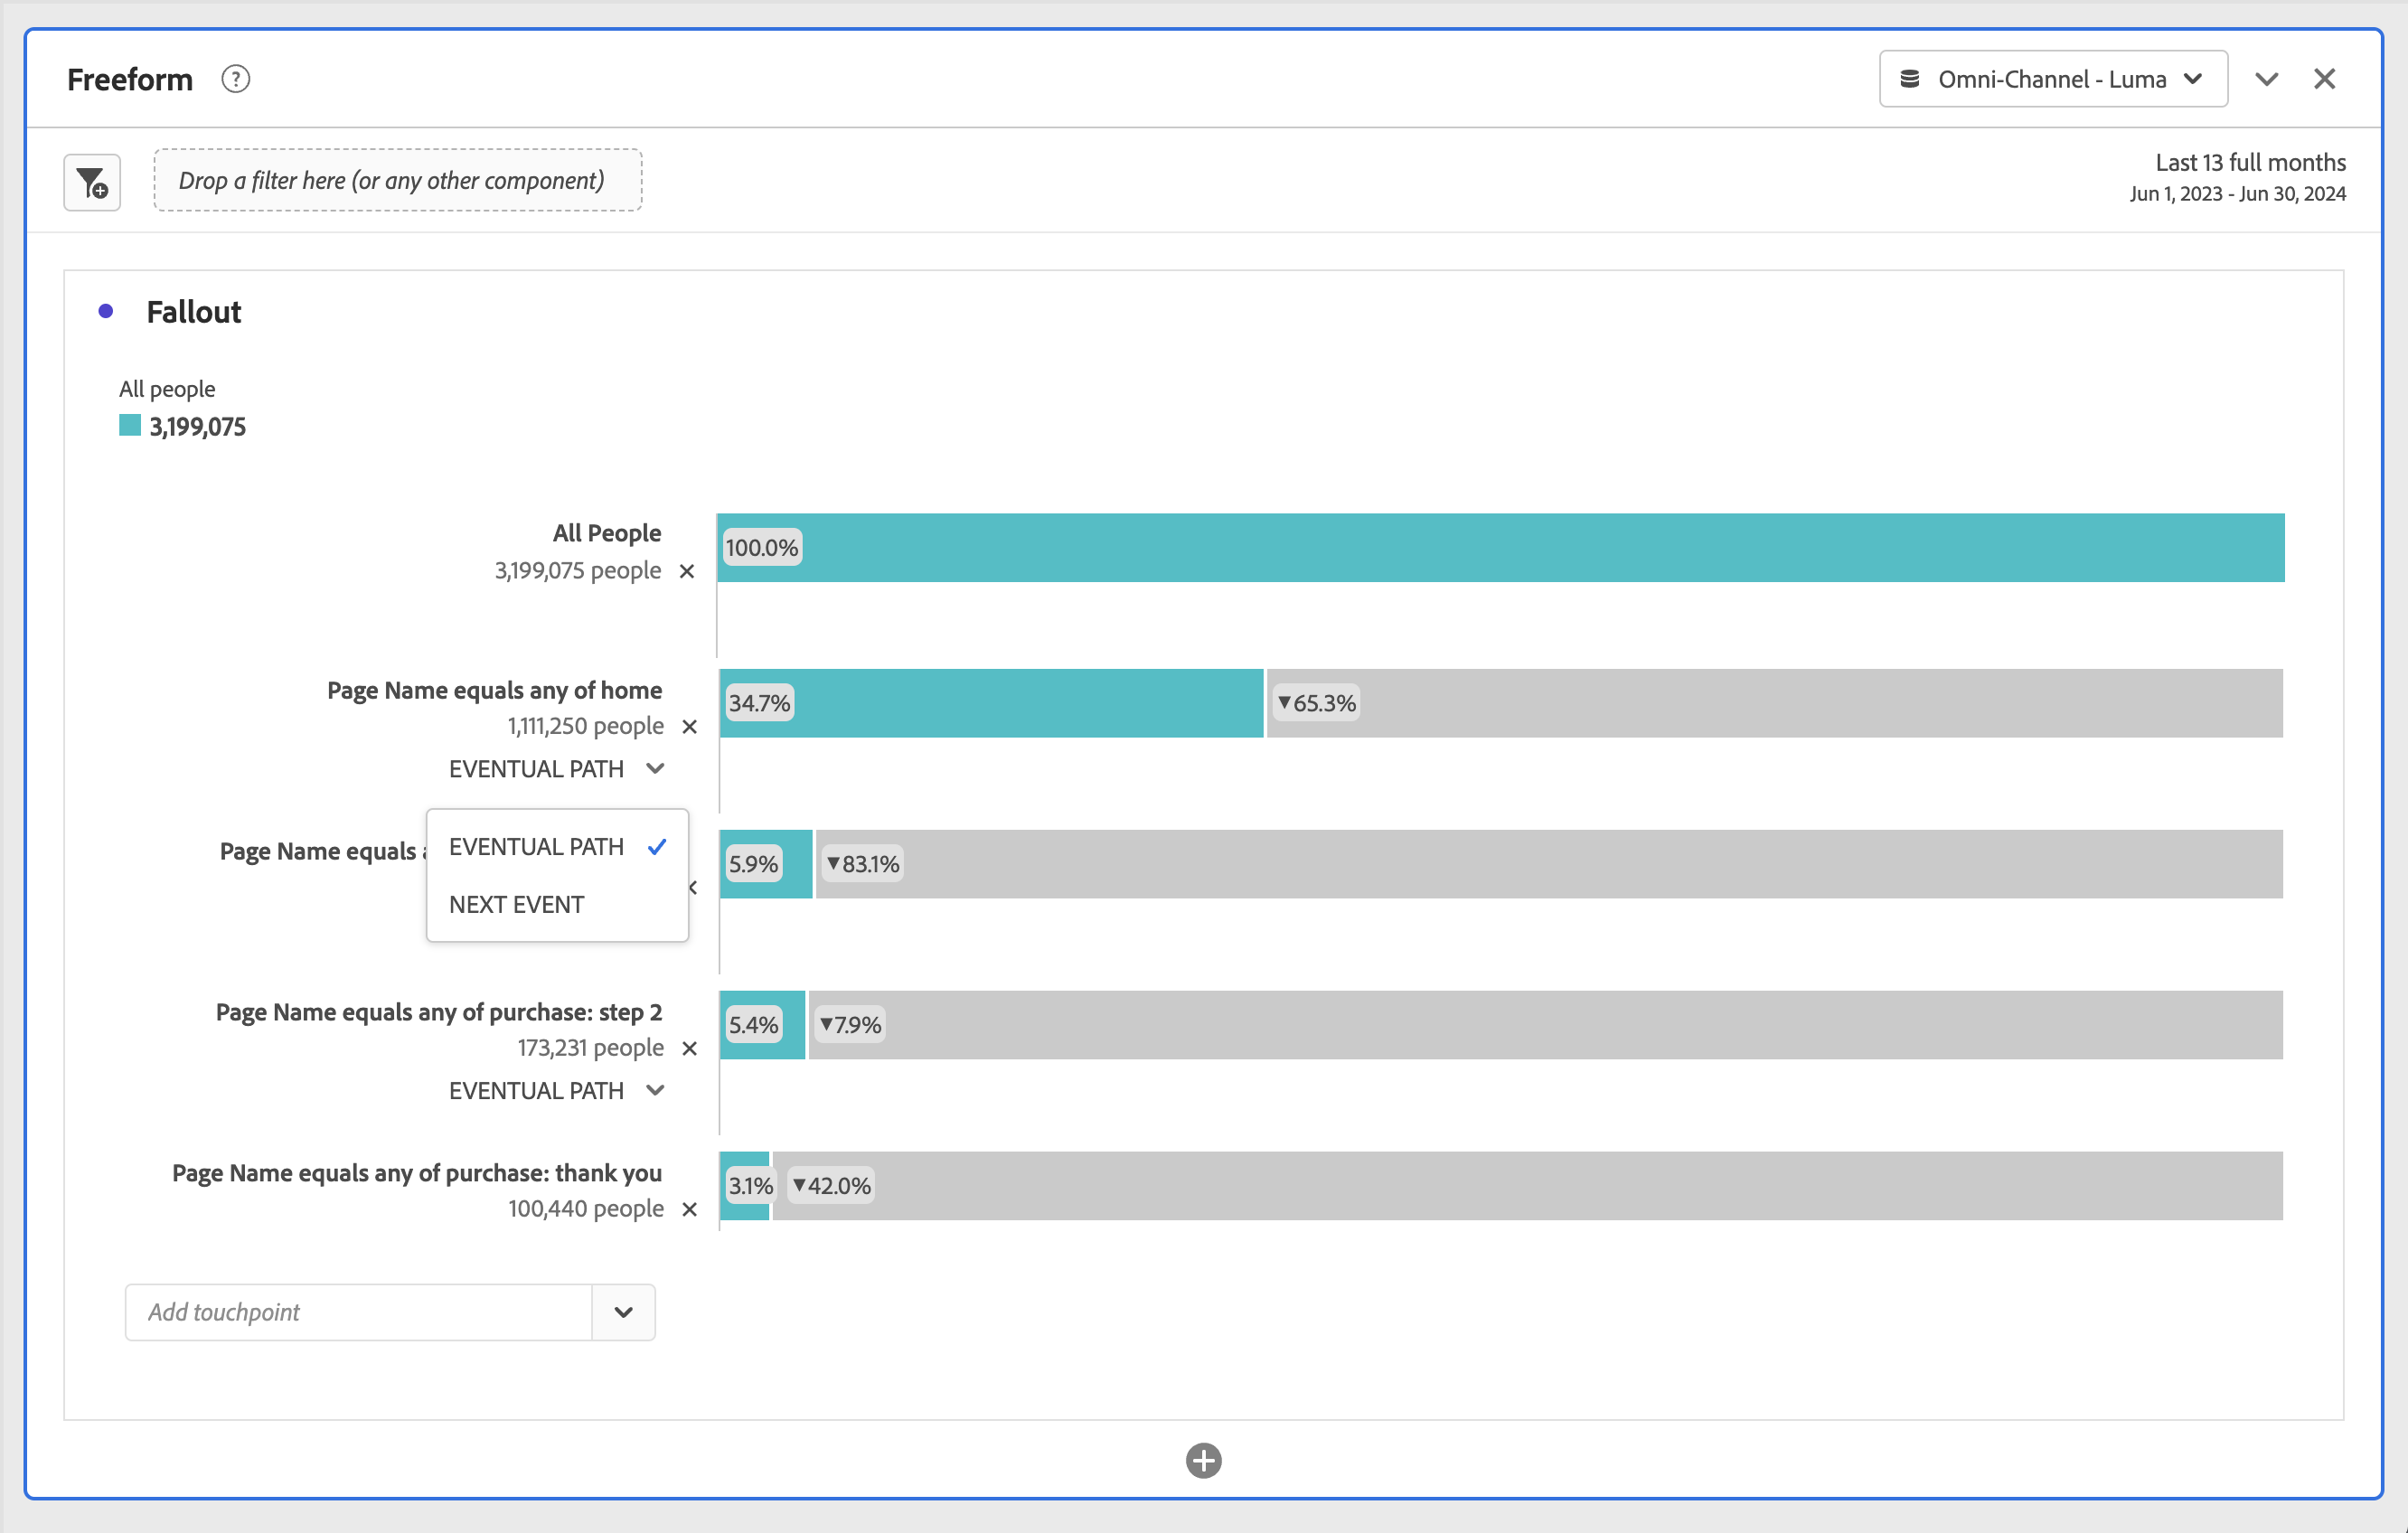 Freeform ?
Omni-Channel - Luma
Drop a filter here (or any other component)
Last 13 full months
Jun 1, 2023 - Jun 30, 2024
Fallout
All people
3,199,075
All People
3,199,075 people
100.0%
Page Name equals any of home
1,111,250 people
34.7%
▼65.3%
EVENTUAL PATH
EVENTUAL PATH
NEXT EVENT
Page Name equals
5.9%
▼83.1%
Page Name equals any of purchase: step 2
173,231 people
5.4%
▼7.9%
EVENTUAL PATH
Page Name equals any of purchase: thank you
100,440 people
3.1%
▼42.0%
Add touchpoint